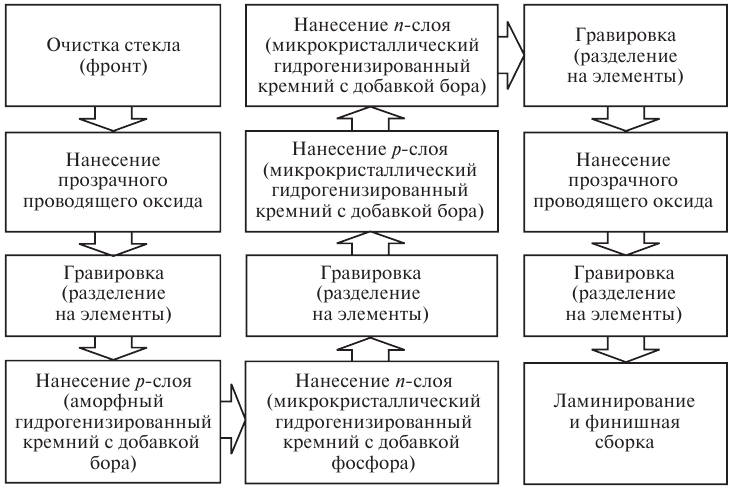 Очистка стекла
(фронт)
Нанесение
прозрачного
проводящего оксида
Гравировка
(разделение
на элементы)
Нанесение p-слоя
(аморфный
гидрогенизированный
кремний с добавкой
бора)
Нанесение n-слоя
(микрокристаллический
гидрогенизированный
кремний с добавкой
фосфора)
Гравировка
(разделение
на элементы)
Нанесение p-слоя
(микрокристаллический
гидрогенизированный
кремний с добавкой бора)
Нанесение n-слоя
(микрокристаллический
гидрогенизированный
кремний с добавкой бора)
Гравировка
(разделение
на элементы)
Нанесение
прозрачного
проводящего оксида
Гравировка
(разделение
на элементы)
Ламинирование
и финишная
сборка